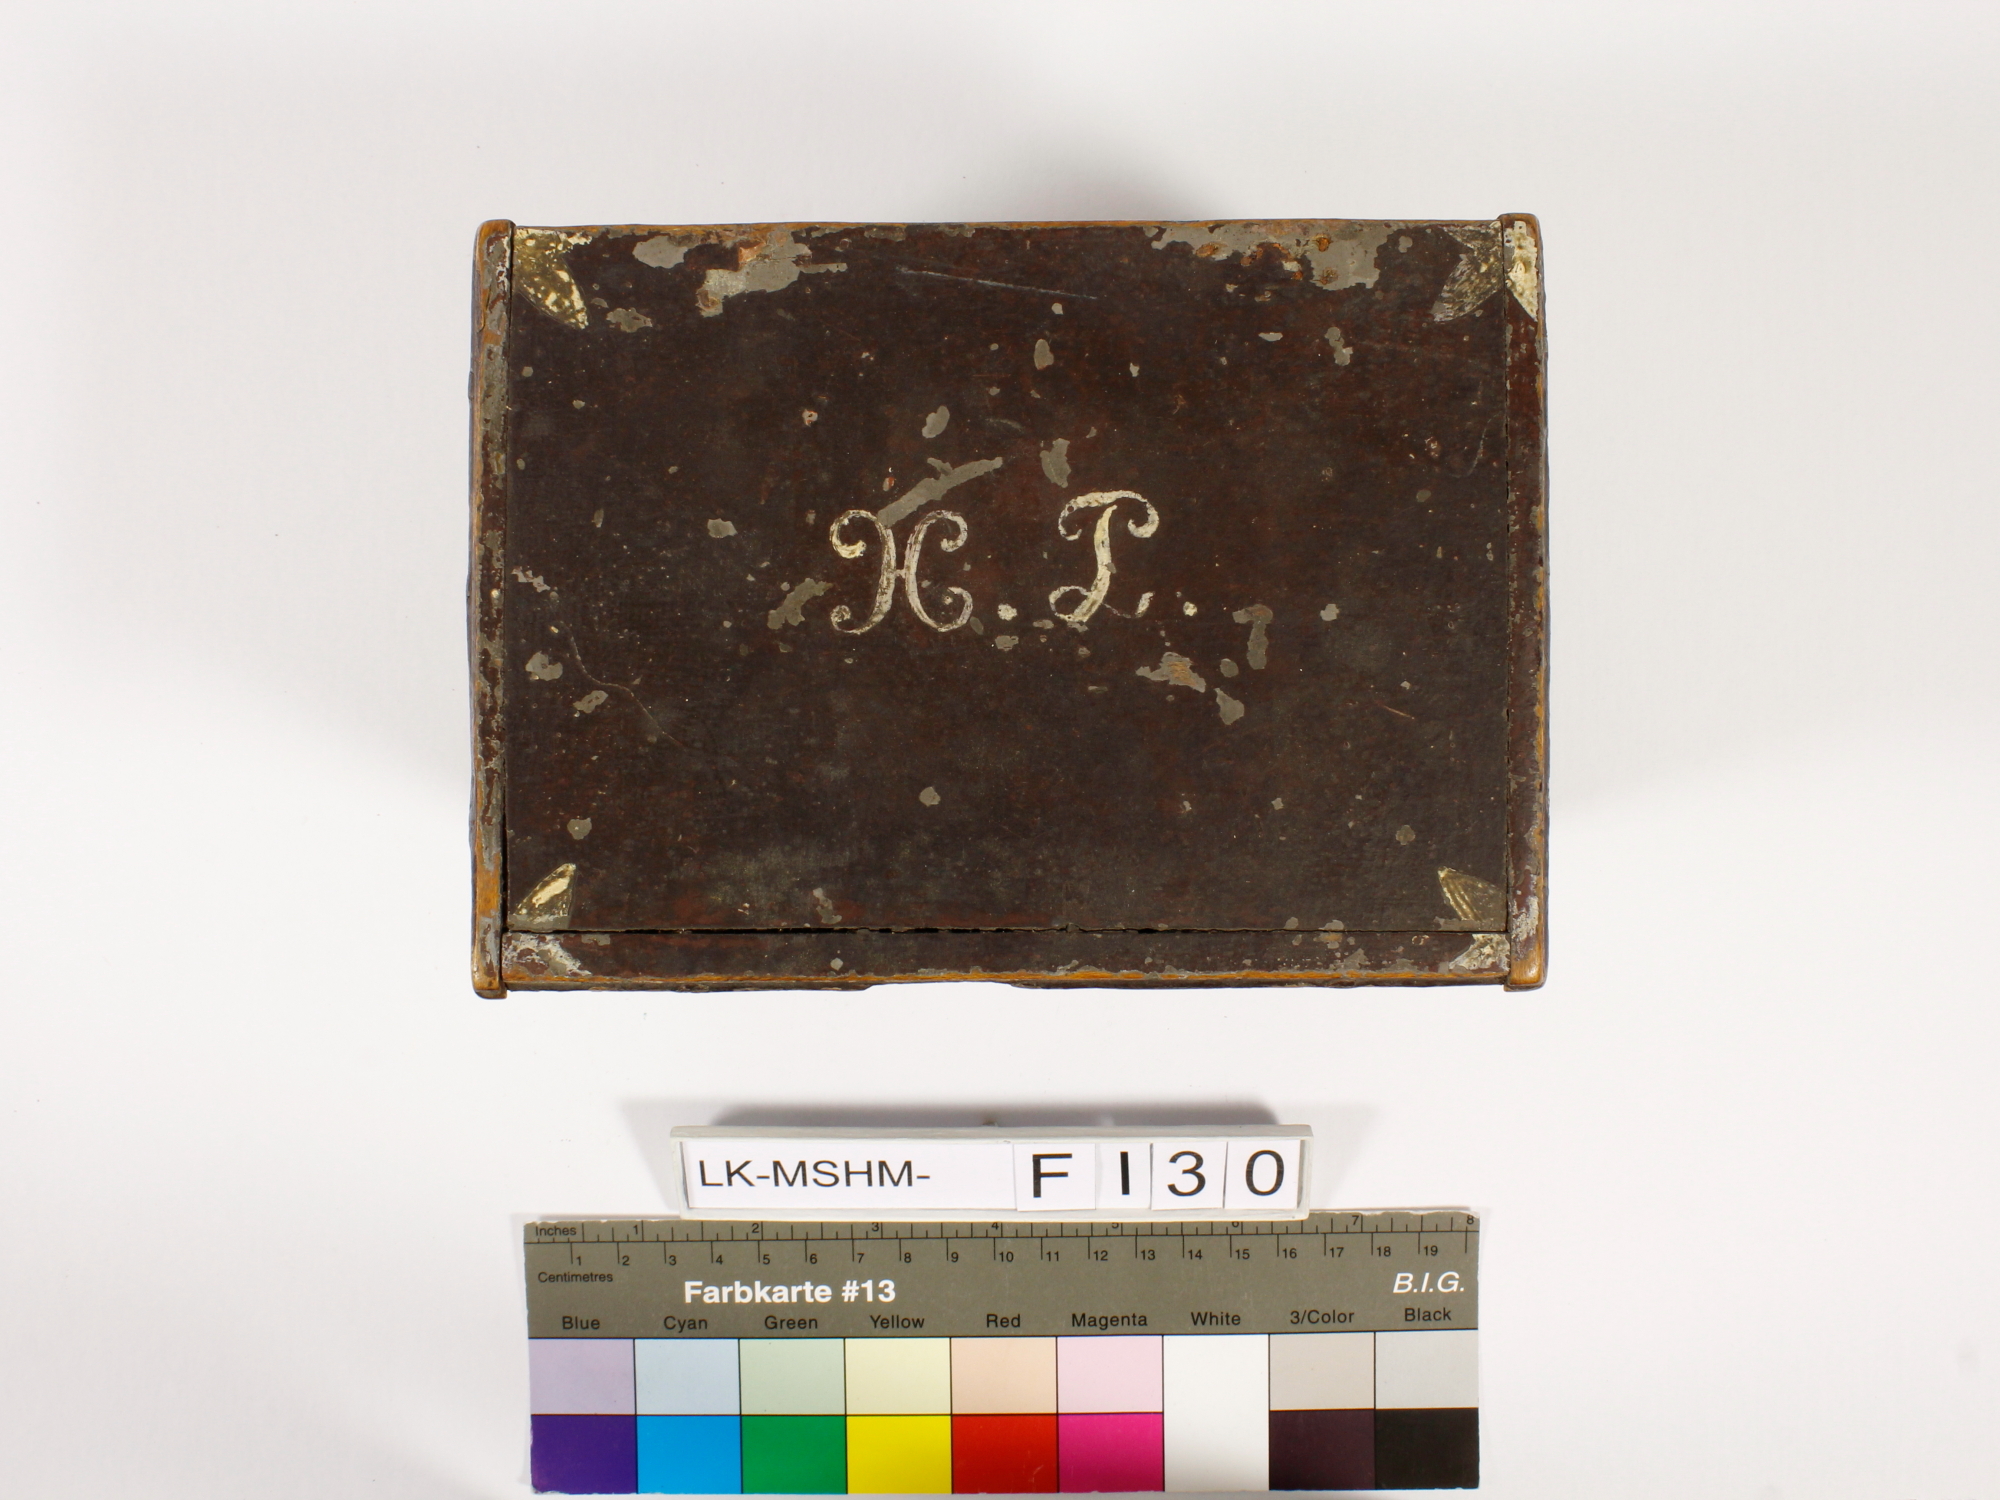 H. I.
LK-MSHM- F I 3 0
Inches 1 2 3 4 5 6 7 8
1 2 3 4 5 6 7 8 9 10 11 12 13 14 15 16 17 18 19
Centimetres
Farbkarte #13 B.I.G.
Blue Cyan Green Yellow Red Magenta White 3/Color Black